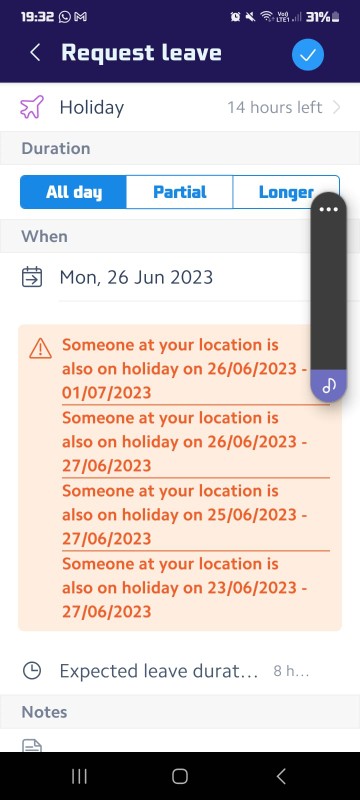 19:32 31%
Request leave
Holiday 14 hours left
Duration
All day Partial Longer
When
Mon, 26 Jun 2023
Someone at your location is
also on holiday on 26/06/2023 -
01/07/2023
Someone at your location is
also on holiday on 26/06/2023 -
27/06/2023
Someone at your location is
also on holiday on 25/06/2023 -
27/06/2023
Someone at your location is
also on holiday on 23/06/2023 -
27/06/2023
Expected leave durat... 8 h...
Notes